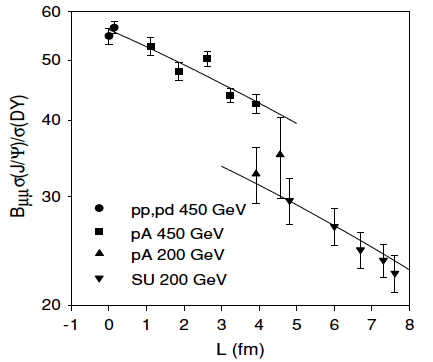 60
50
40
30
20
Bμμσ(J/Ψ)/σ(DY)
pp,pd 450 GeV
pA 450 GeV
pA 200 GeV
SU 200 GeV
-1 0 1 2 3 4 5 6 7 8
L (fm)